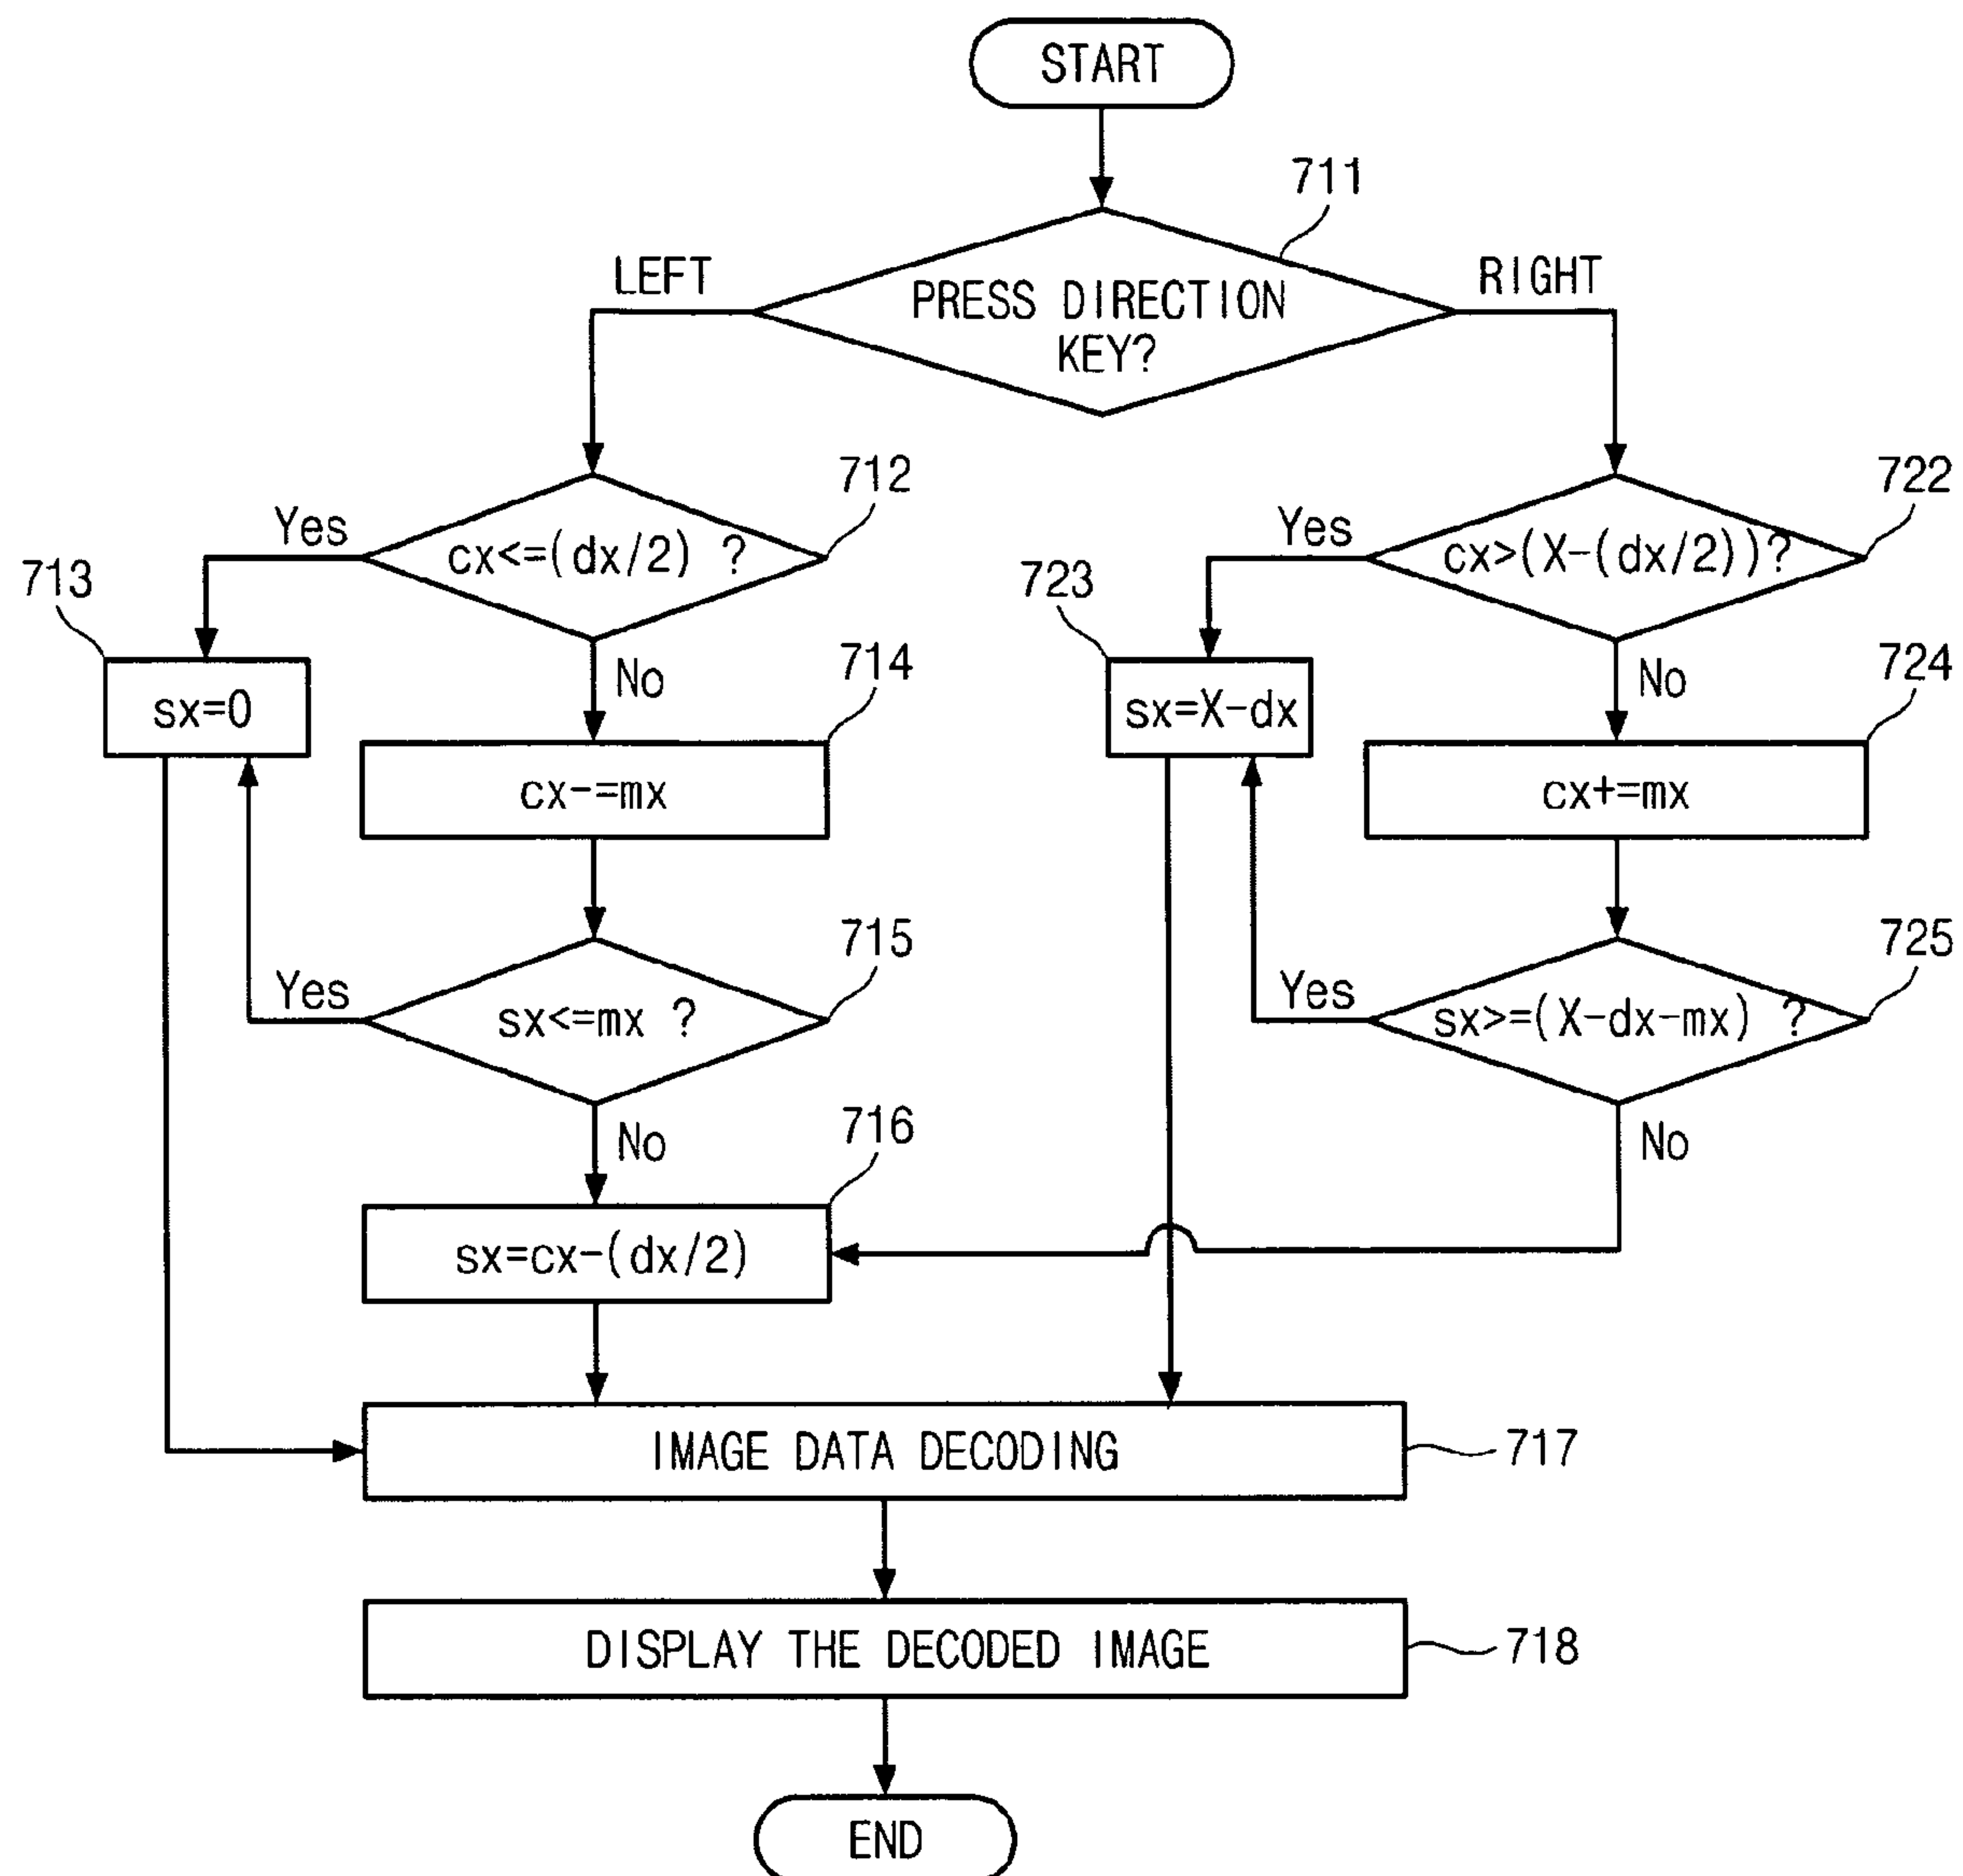 START
711
LEFT
RIGHT
PRESS DIRECTION
KEY?
712
722
Yes
cx<=(dx/2) ?
Yes
cx>(X-(dx/2))?
713
723
No
714
No
724
sx=0
sx=X-dx
cx-=mx
cx+=mx
715
725
Yes
sx<=mx ?
Yes
sx>=(X-dx-mx) ?
No
716
No
sx=cx-(dx/2)
IMAGE DATA DECODING
717
DISPLAY THE DECODED IMAGE
718
END